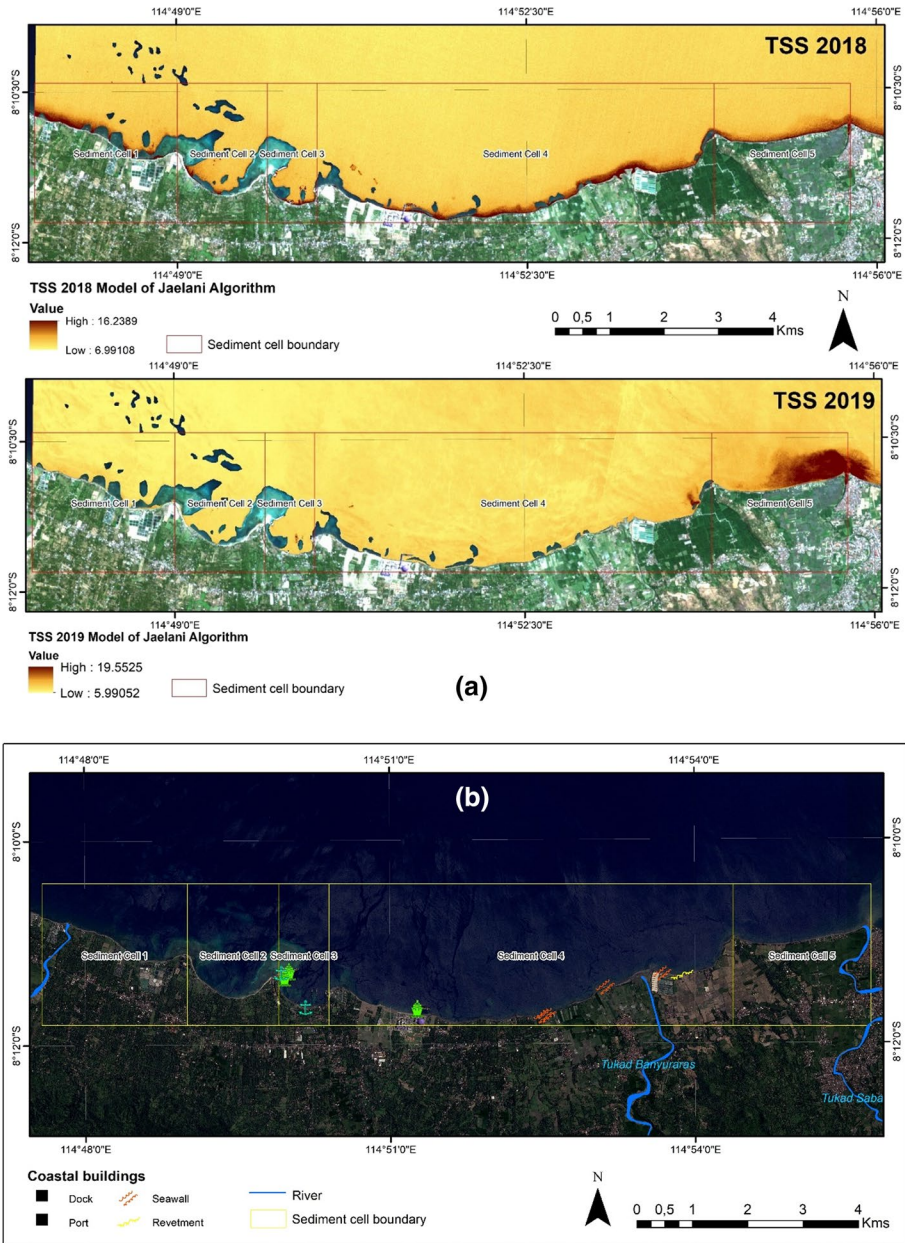 114°49'0"E 114°52'30"E 114°56'0"E
TSS 2018
8°10'30"S 8°10'30"S
Sediment Cell 1 Sediment Cell 2 Sediment Cell 3 Sediment Cell 4 Sediment Cell 5
8°12'0"S 8°12'0"S
114°49'0"E 114°52'30"E 114°56'0"E
TSS 2018 Model of Jaelani Algorithm
Value
High : 16.2389
Low : 6.99108
Sediment cell boundary
0 0,5 1 2 3 4
Kms
N
114°49'0"E 114°52'30"E 114°56'0"E
TSS 2019
8°10'30"S 8°10'30"S
Sediment Cell 1 Sediment Cell 2 Sediment Cell 3 Sediment Cell 4 Sediment Cell 5
8°12'0"S 8°12'0"S
114°49'0"E 114°52'30"E 114°56'0"E
TSS 2019 Model of Jaelani Algorithm
Value
High : 19.5525
Low : 5.99052
Sediment cell boundary
(a)
114°48'0"E 114°51'0"E 114°54'0"E
(b)
8°10'0"S 8°10'0"S
Sediment Cell 1 Sediment Cell 2 Sediment Cell 3 Sediment Cell 4 Sediment Cell 5
8°12'0"S 8°12'0"S
Tukad Banyuraras
Tukad Saba
114°48'0"E 114°51'0"E 114°54'0"E
Coastal buildings
Dock Seawall River
Port Revetment Sediment cell boundary
N
0 0,5 1 2 3 4
Kms